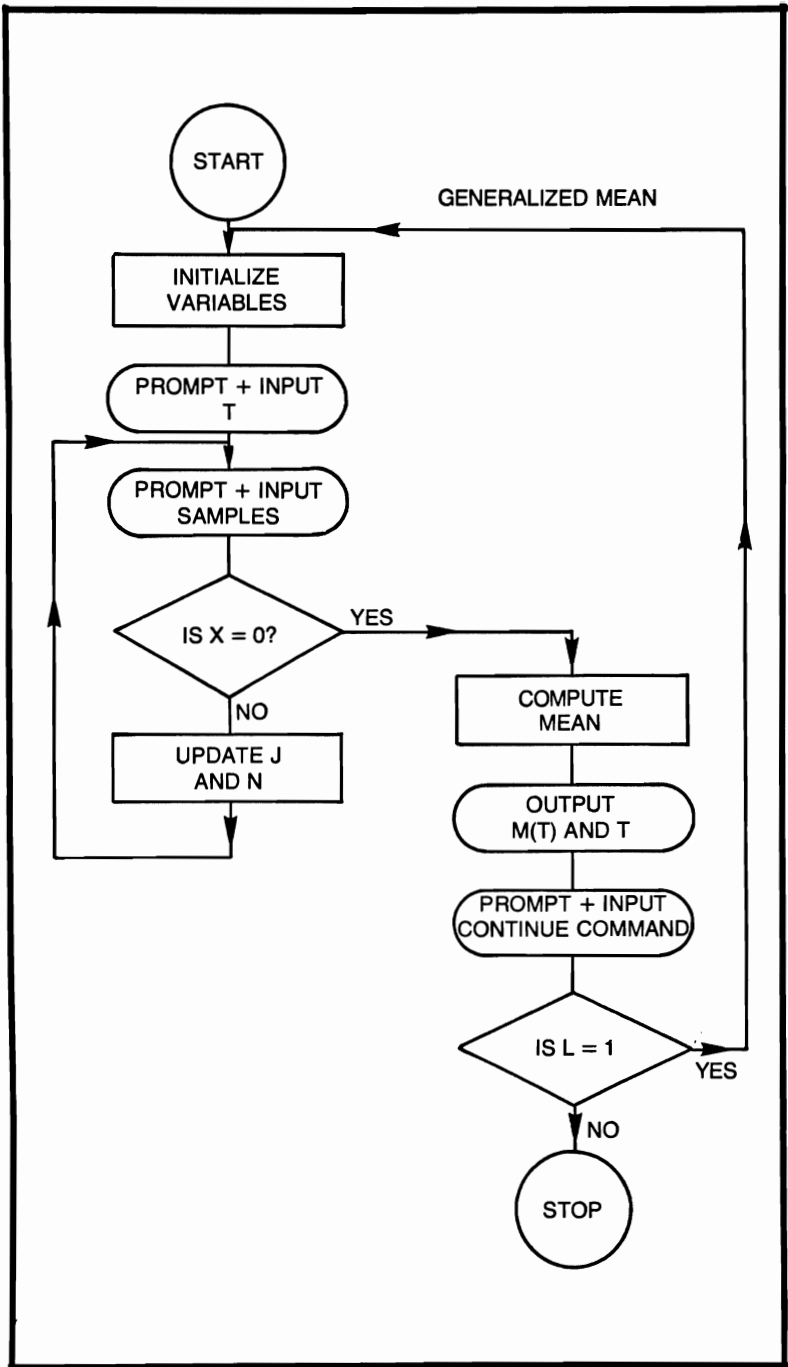 START
GENERALIZED MEAN
INITIALIZE
VARIABLES
PROMPT + INPUT
T
PROMPT + INPUT
SAMPLES
IS X = 0?
YES
NO
UPDATE J
AND N
COMPUTE
MEAN
OUTPUT
M(T) AND T
PROMPT + INPUT
CONTINUE COMMAND
IS L = 1
YES
NO
STOP